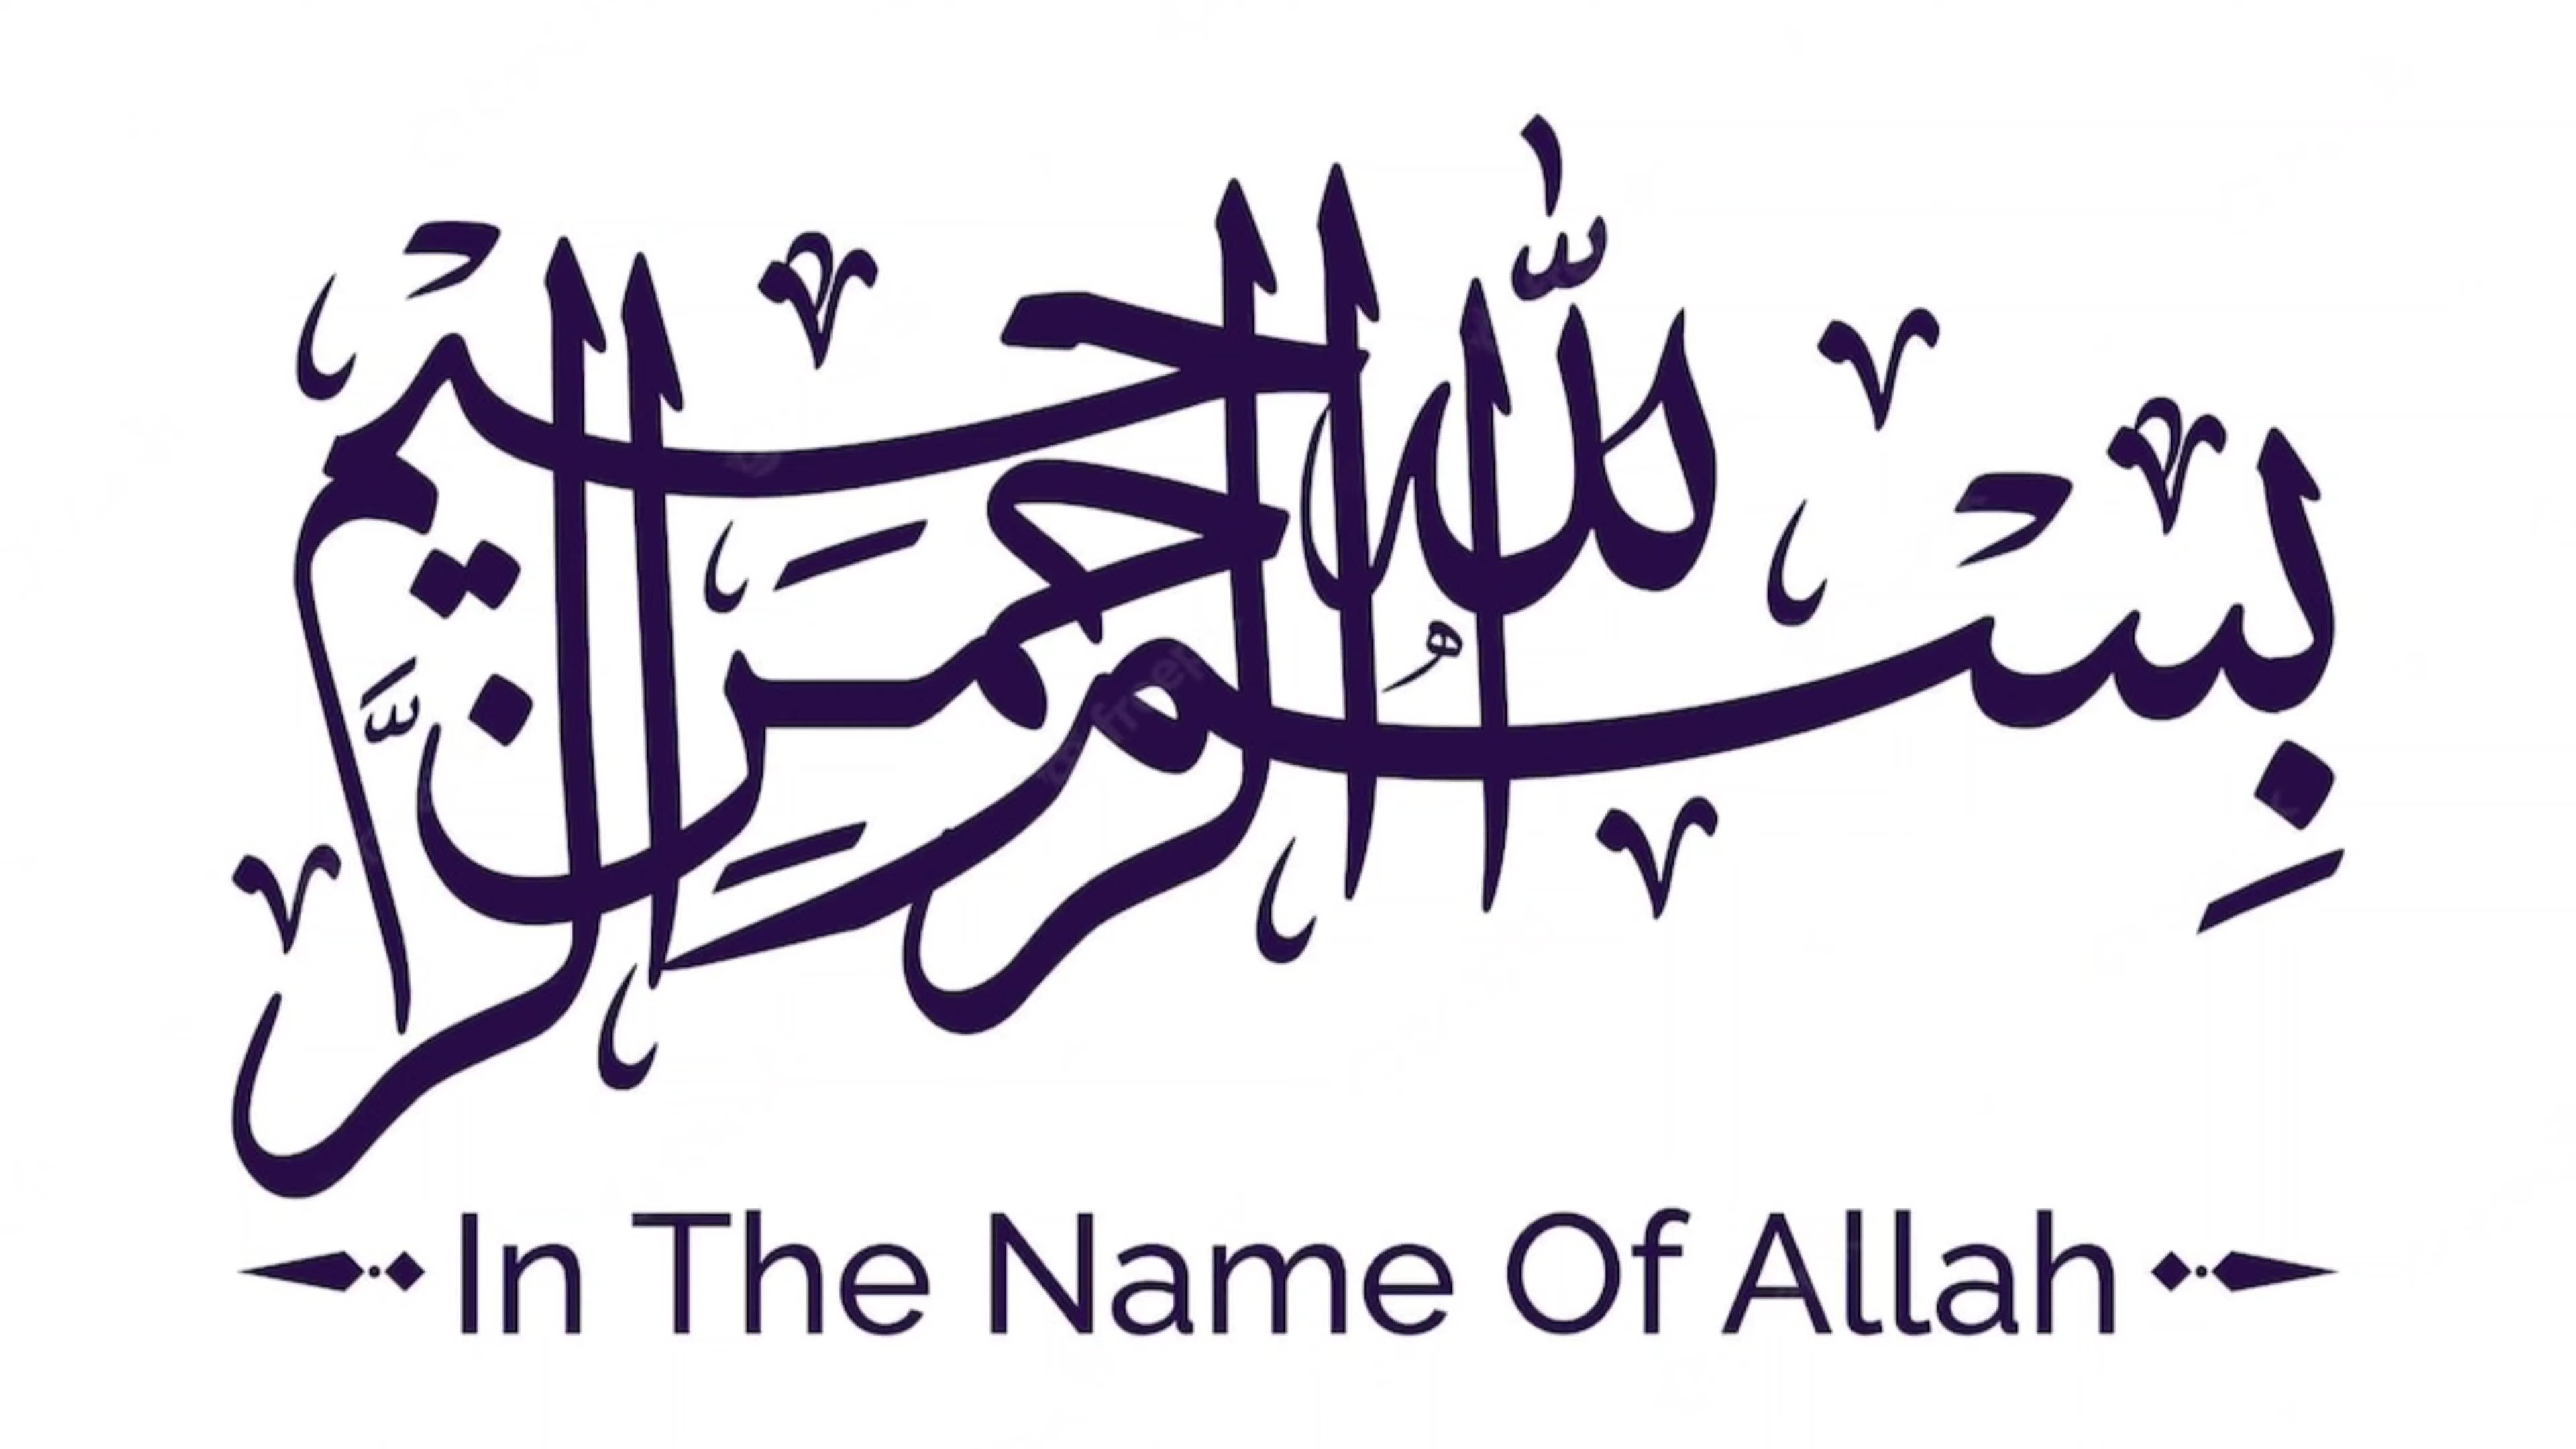 بِسْمِ اللّٰهِ الرَّحْمَنِ الرَّحِيمِ
In The Name Of Allah